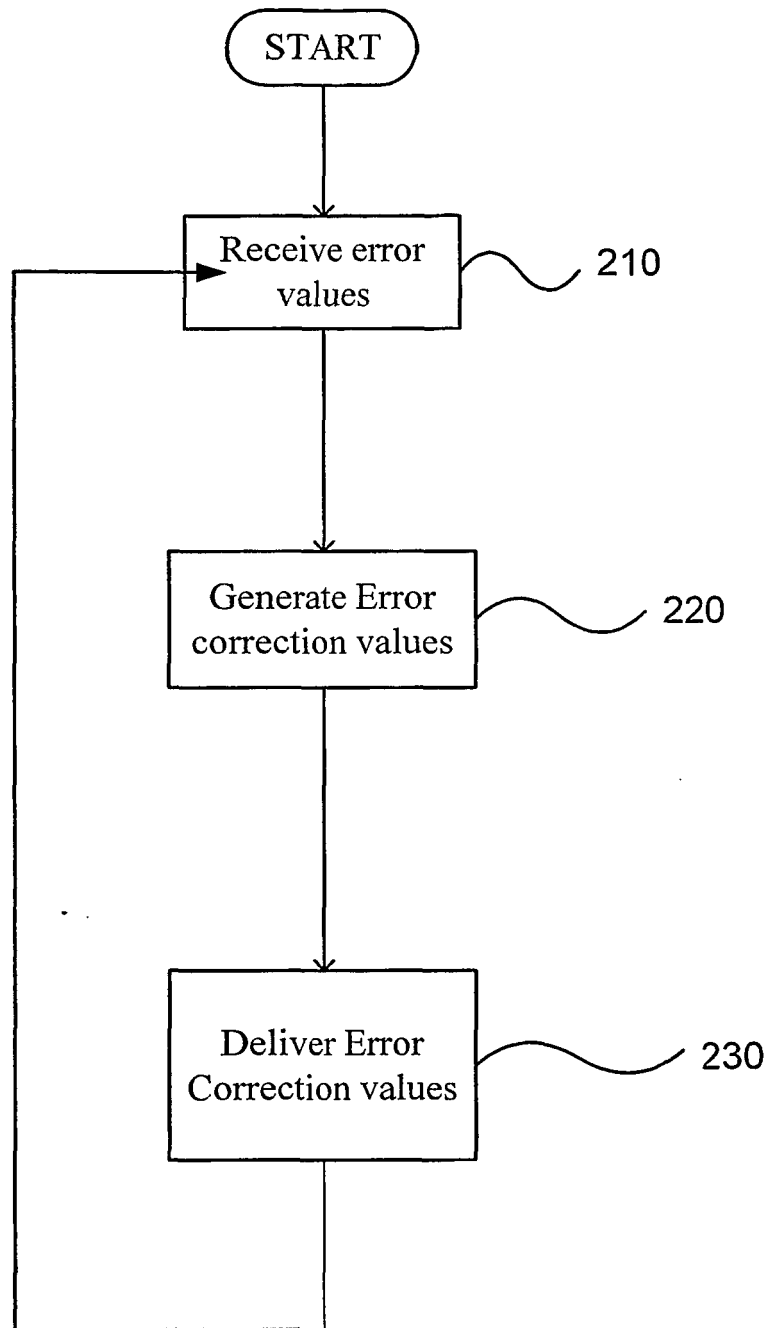 START
Receive error
values
210
Generate Error
correction values
220
Deliver Error
Correction values
230